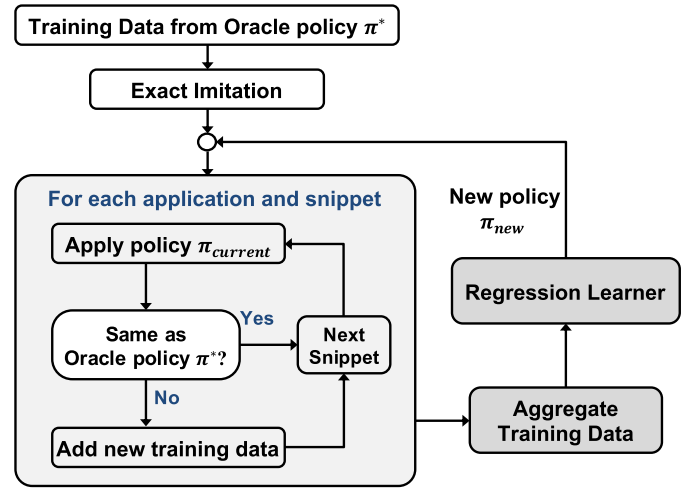 Training Data from Oracle policy π*
Exact Imitation
For each application and snippet
Apply policy π_current
Same as
Oracle policy π*?
Yes
Next
Snippet
No
Add new training data
New policy
π_new
Regression Learner
Aggregate
Training Data